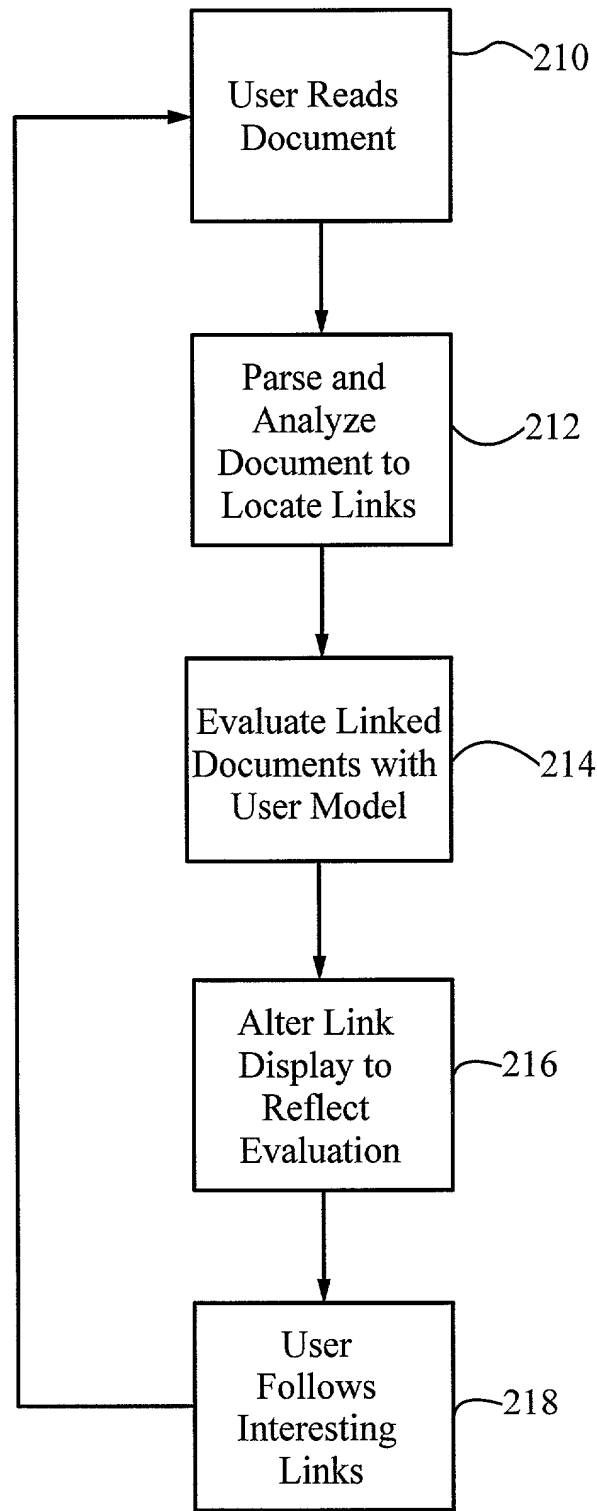 User Reads
Document
210
Parse and
Analyze
Document to
Locate Links
212
Evaluate Linked
Documents with
User Model
214
Alter Link
Display to
Reflect
Evaluation
216
User
Follows
Interesting
Links
218